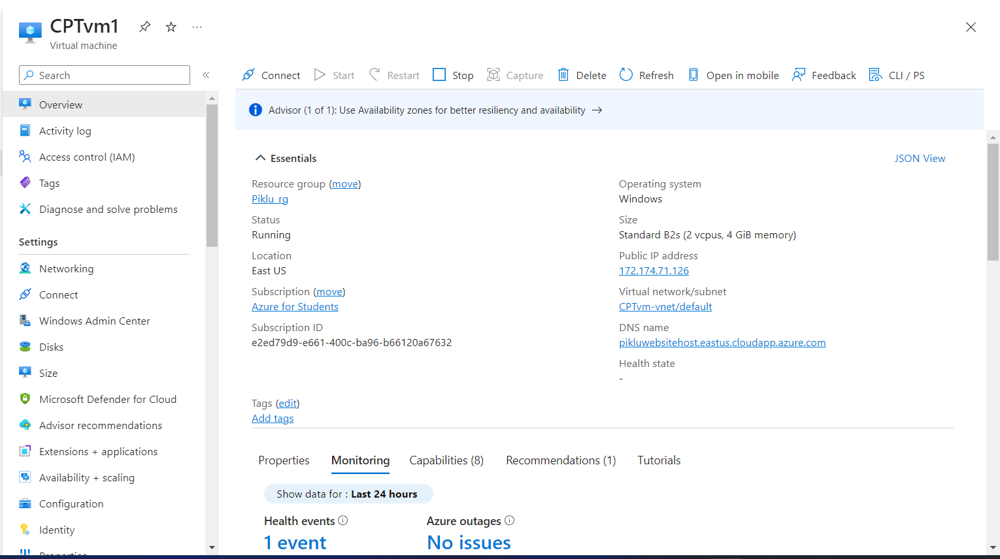 CPTvm1
Virtual machine
Search
Overview
Activity log
Access control (IAM)
Tags
Diagnose and solve problems
Settings
Networking
Connect
Windows Admin Center
Disks
Size
Microsoft Defender for Cloud
Advisor recommendations
Extensions + applications
Availability + scaling
Configuration
Identity
Properties
Connect Start Restart Stop Capture Delete Refresh Open in mobile Feedback CLI / PS
Advisor (1 of 1): Use Availability zones for better resiliency and availability →
Essentials
JSON View
Resource group (move)
Piklu_rg
Status
Running
Location
East US
Subscription (move)
Azure for Students
Subscription ID
e2ed79d9-e661-400c-ba96-b66120a67632
Operating system
Windows
Size
Standard B2s (2 vcpus, 4 GiB memory)
Public IP address
172.174.71.126
Virtual network/subnet
CPTvm-vnet/default
DNS name
pikluwebsitehost.eastus.cloudapp.azure.com
Health state
-
Tags (edit)
Add tags
Properties Monitoring Capabilities (8) Recommendations (1) Tutorials
Show data for : Last 24 hours
Health events
1 event
Azure outages
No issues